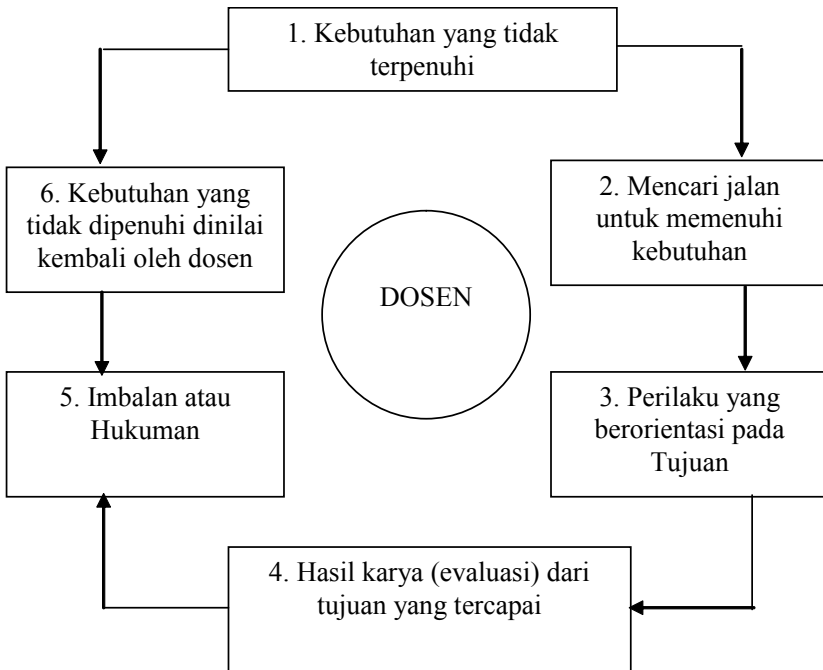 1. Kebutuhan yang tidak
terpenuhi
2. Mencari jalan
untuk memenuhi
kebutuhan
3. Perilaku yang
berorientasi pada
Tujuan
4. Hasil karya (evaluasi) dari
tujuan yang tercapai
5. Imbalan atau
Hukuman
6. Kebutuhan yang
tidak dipenuhi dinilai
kembali oleh dosen
DOSEN